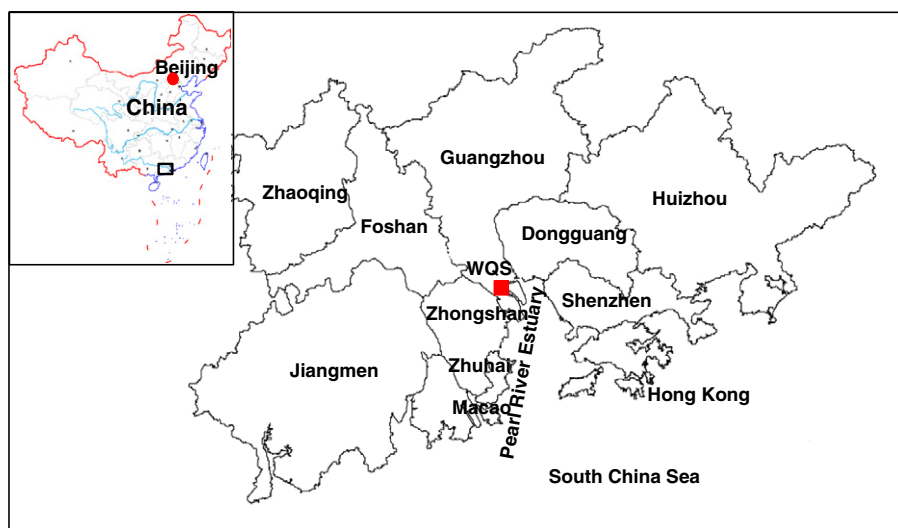 Beijing
China
Guangzhou
Zhaoqing
Huizhou
Foshan
Dongguang
WQS
Shenzhen
Zhongshan
Pearl River Estuary
Jiangmen
Zhuhai
Hong Kong
Macao
South China Sea